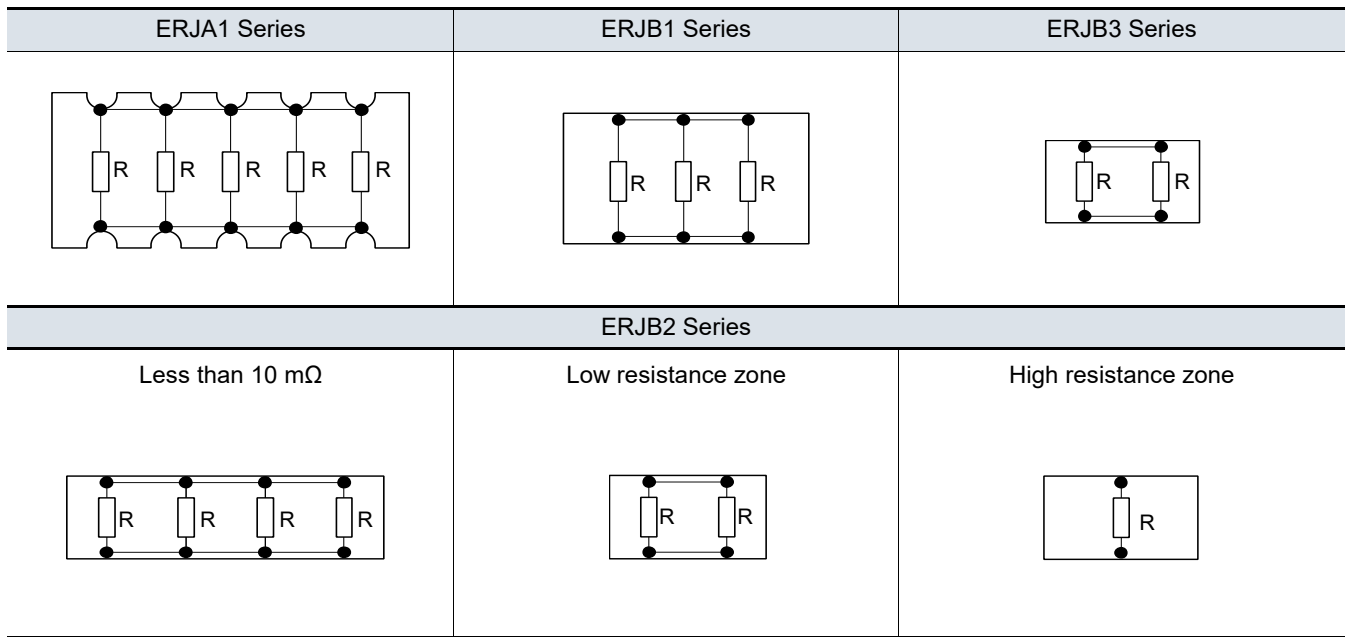 ERJA1 Series ERJB1 Series ERJB3 Series
R R R R R R R R R R
ERJB2 Series
Less than 10 mΩ Low resistance zone High resistance zone
R R R R R R R